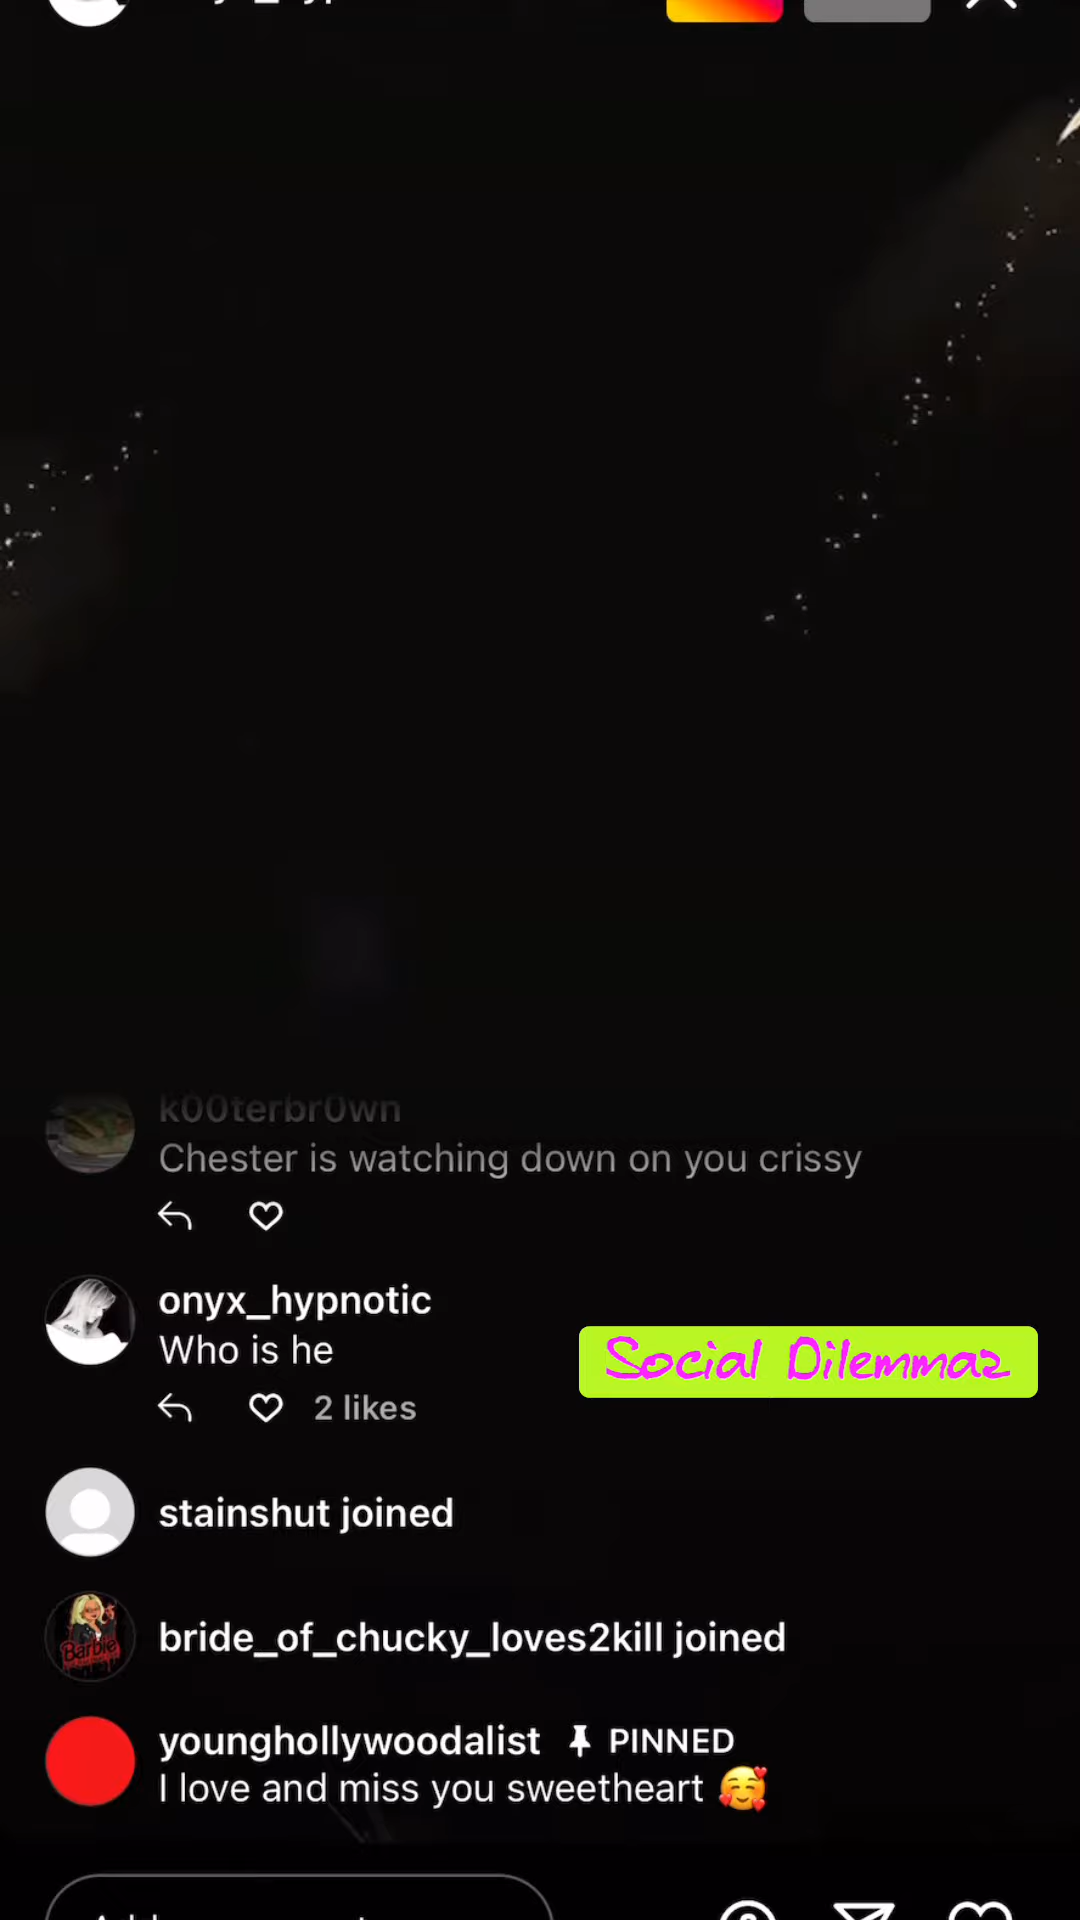 k00terbr0wn
Chester is watching down on you crissy
onyx_hypnotic
Who is he
2 likes
Social Dilemmaz
stainshut joined
bride_of_chucky_loves2kill joined
Barbie
younghollywoodalist PINNED
I love and miss you sweetheart 🥰